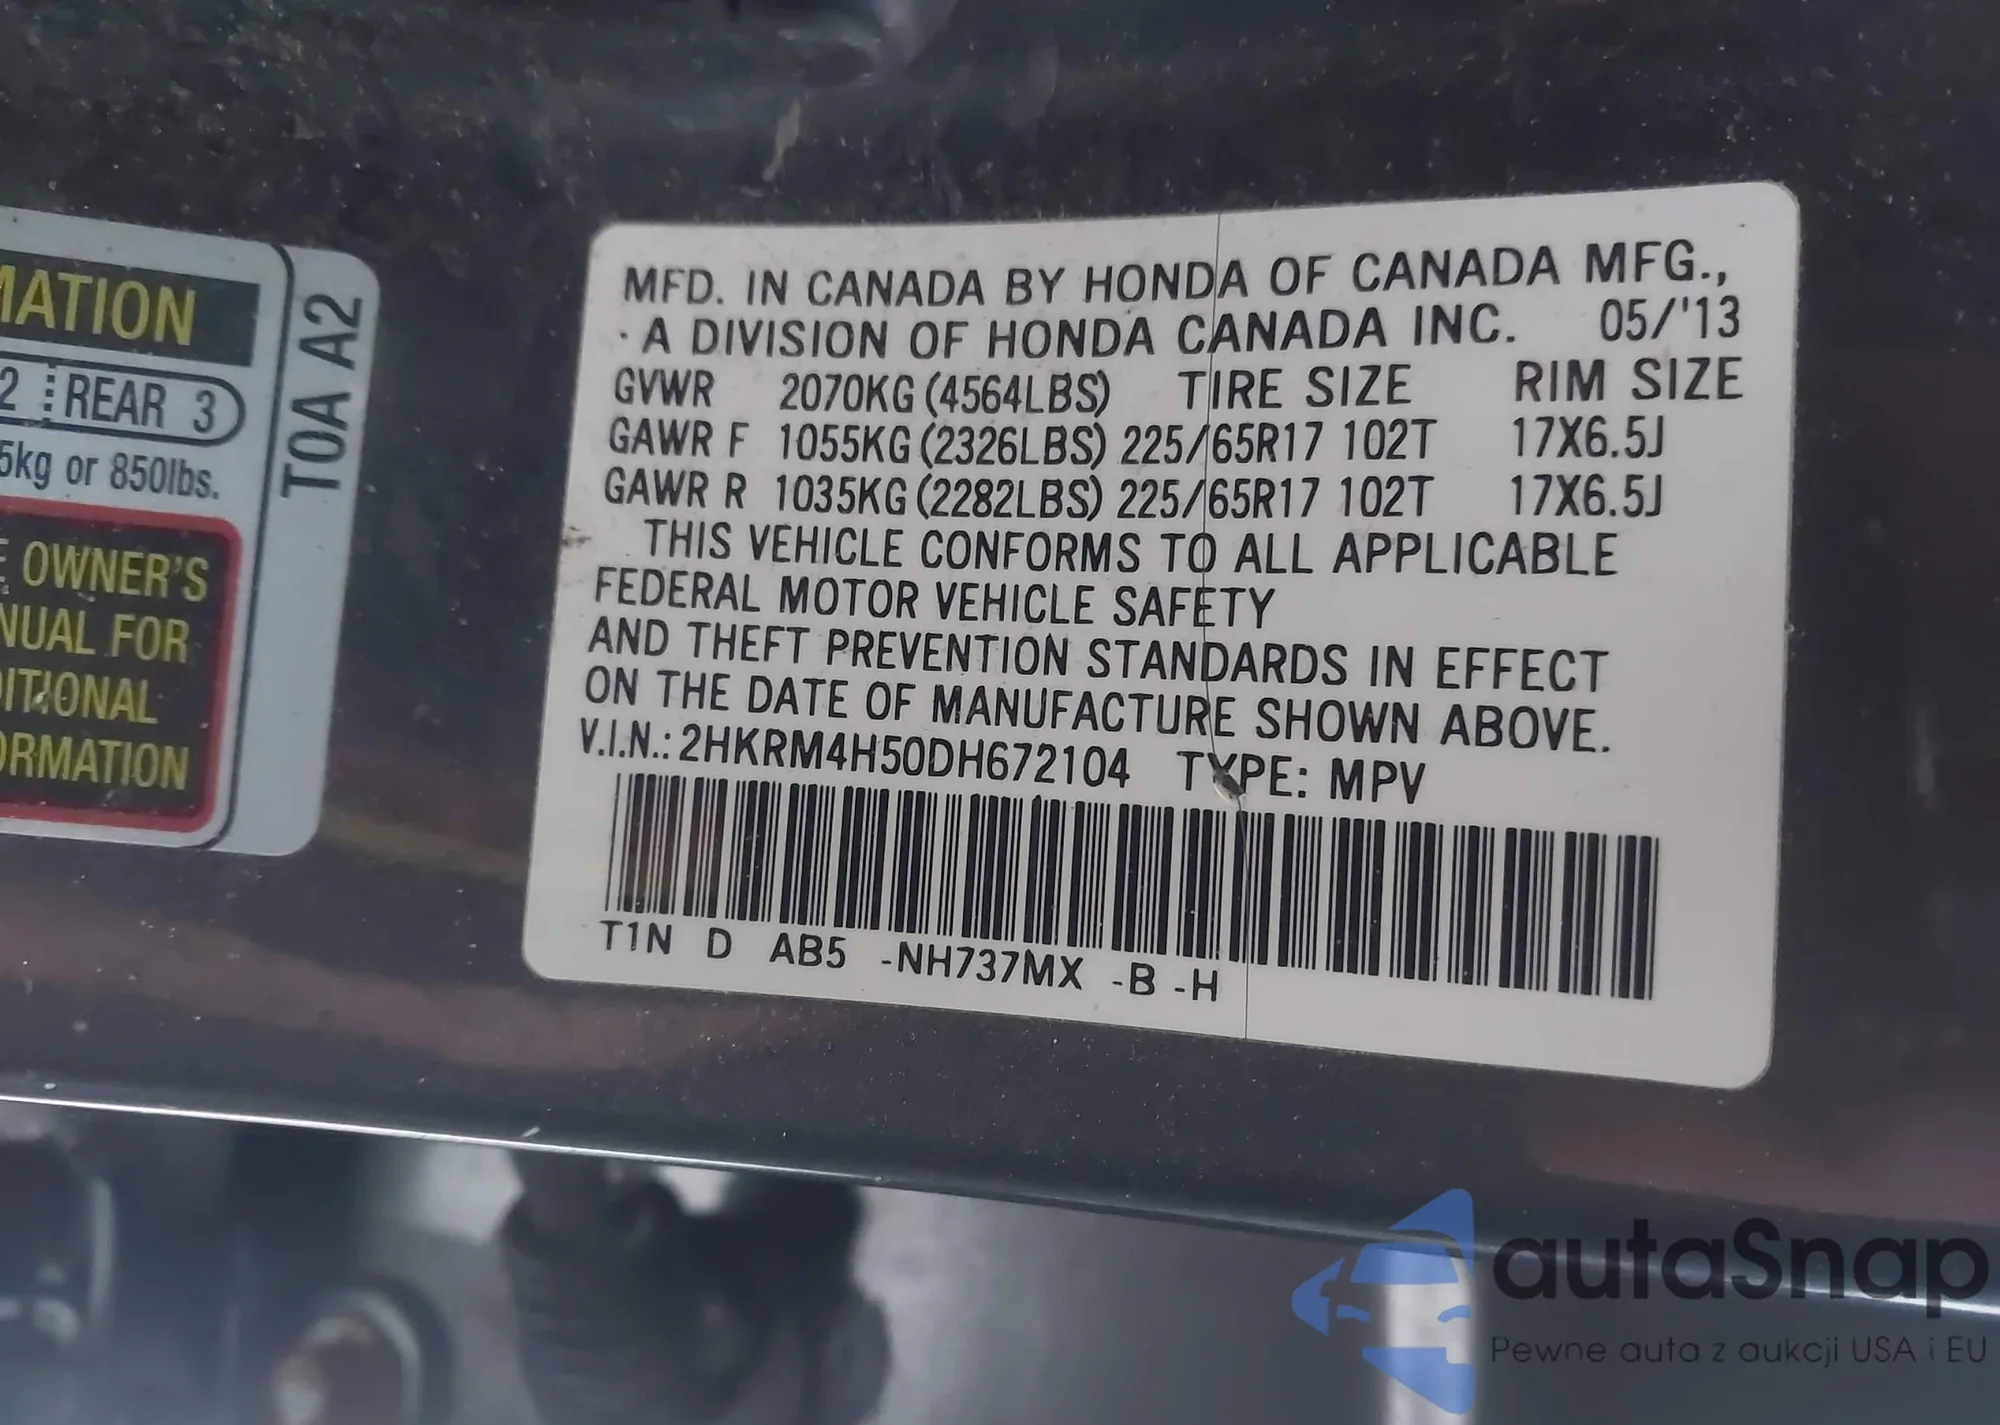 MATION
2 REAR 3
5kg or 850lbs.
OWNER'S
NUAL FOR
DITIONAL
ORMATION
T0A A2
MFD. IN CANADA BY HONDA OF CANADA MFG.,
A DIVISION OF HONDA CANADA INC. 05/'13
GVWR 2070KG (4564LBS) TIRE SIZE RIM SIZE
GAWR F 1055KG (2326LBS) 225/65R17 102T 17X6.5J
GAWR R 1035KG (2282LBS) 225/65R17 102T 17X6.5J
THIS VEHICLE CONFORMS TO ALL APPLICABLE
FEDERAL MOTOR VEHICLE SAFETY
AND THEFT PREVENTION STANDARDS IN EFFECT
ON THE DATE OF MANUFACTURE SHOWN ABOVE.
V.I.N.: 2HKRM4H50DH672104 TYPE: MPV
T1N D AB5 -NH737MX -B -H
autaSnap
Pewne auta z aukcji USA i EU